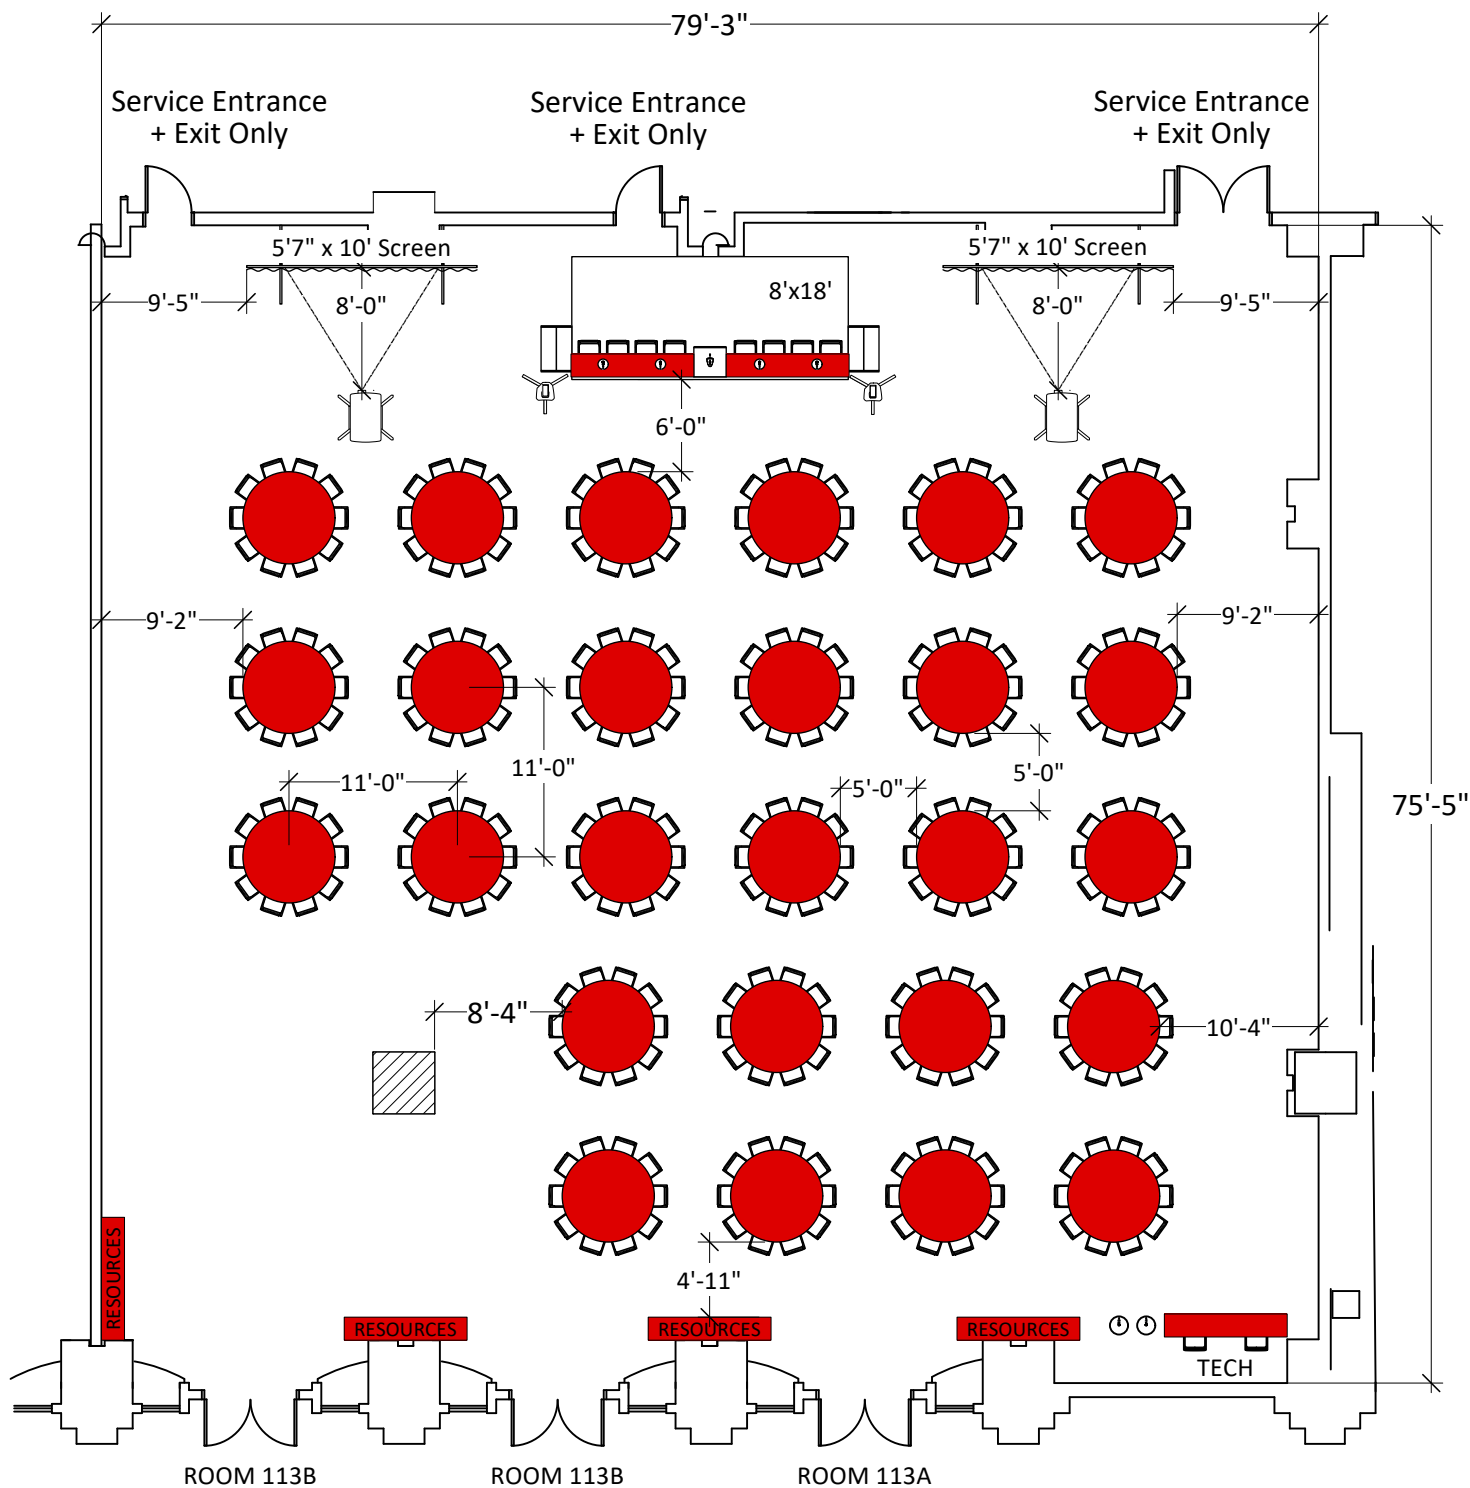 79'-3"
Service Entrance
+ Exit Only
Service Entrance
+ Exit Only
Service Entrance
+ Exit Only
5'7" x 10' Screen
5'7" x 10' Screen
8'x18'
9'-5"
8'-0"
8'-0"
9'-5"
6'-0"
9'-2"
9'-2"
11'-0"
11'-0"
5'-0"
5'-0"
75'-5"
8'-4"
10'-4"
RESOURCES
4'-11"
RESOURCES
RESOURCES
RESOURCES
TECH
ROOM 113B
ROOM 113B
ROOM 113A